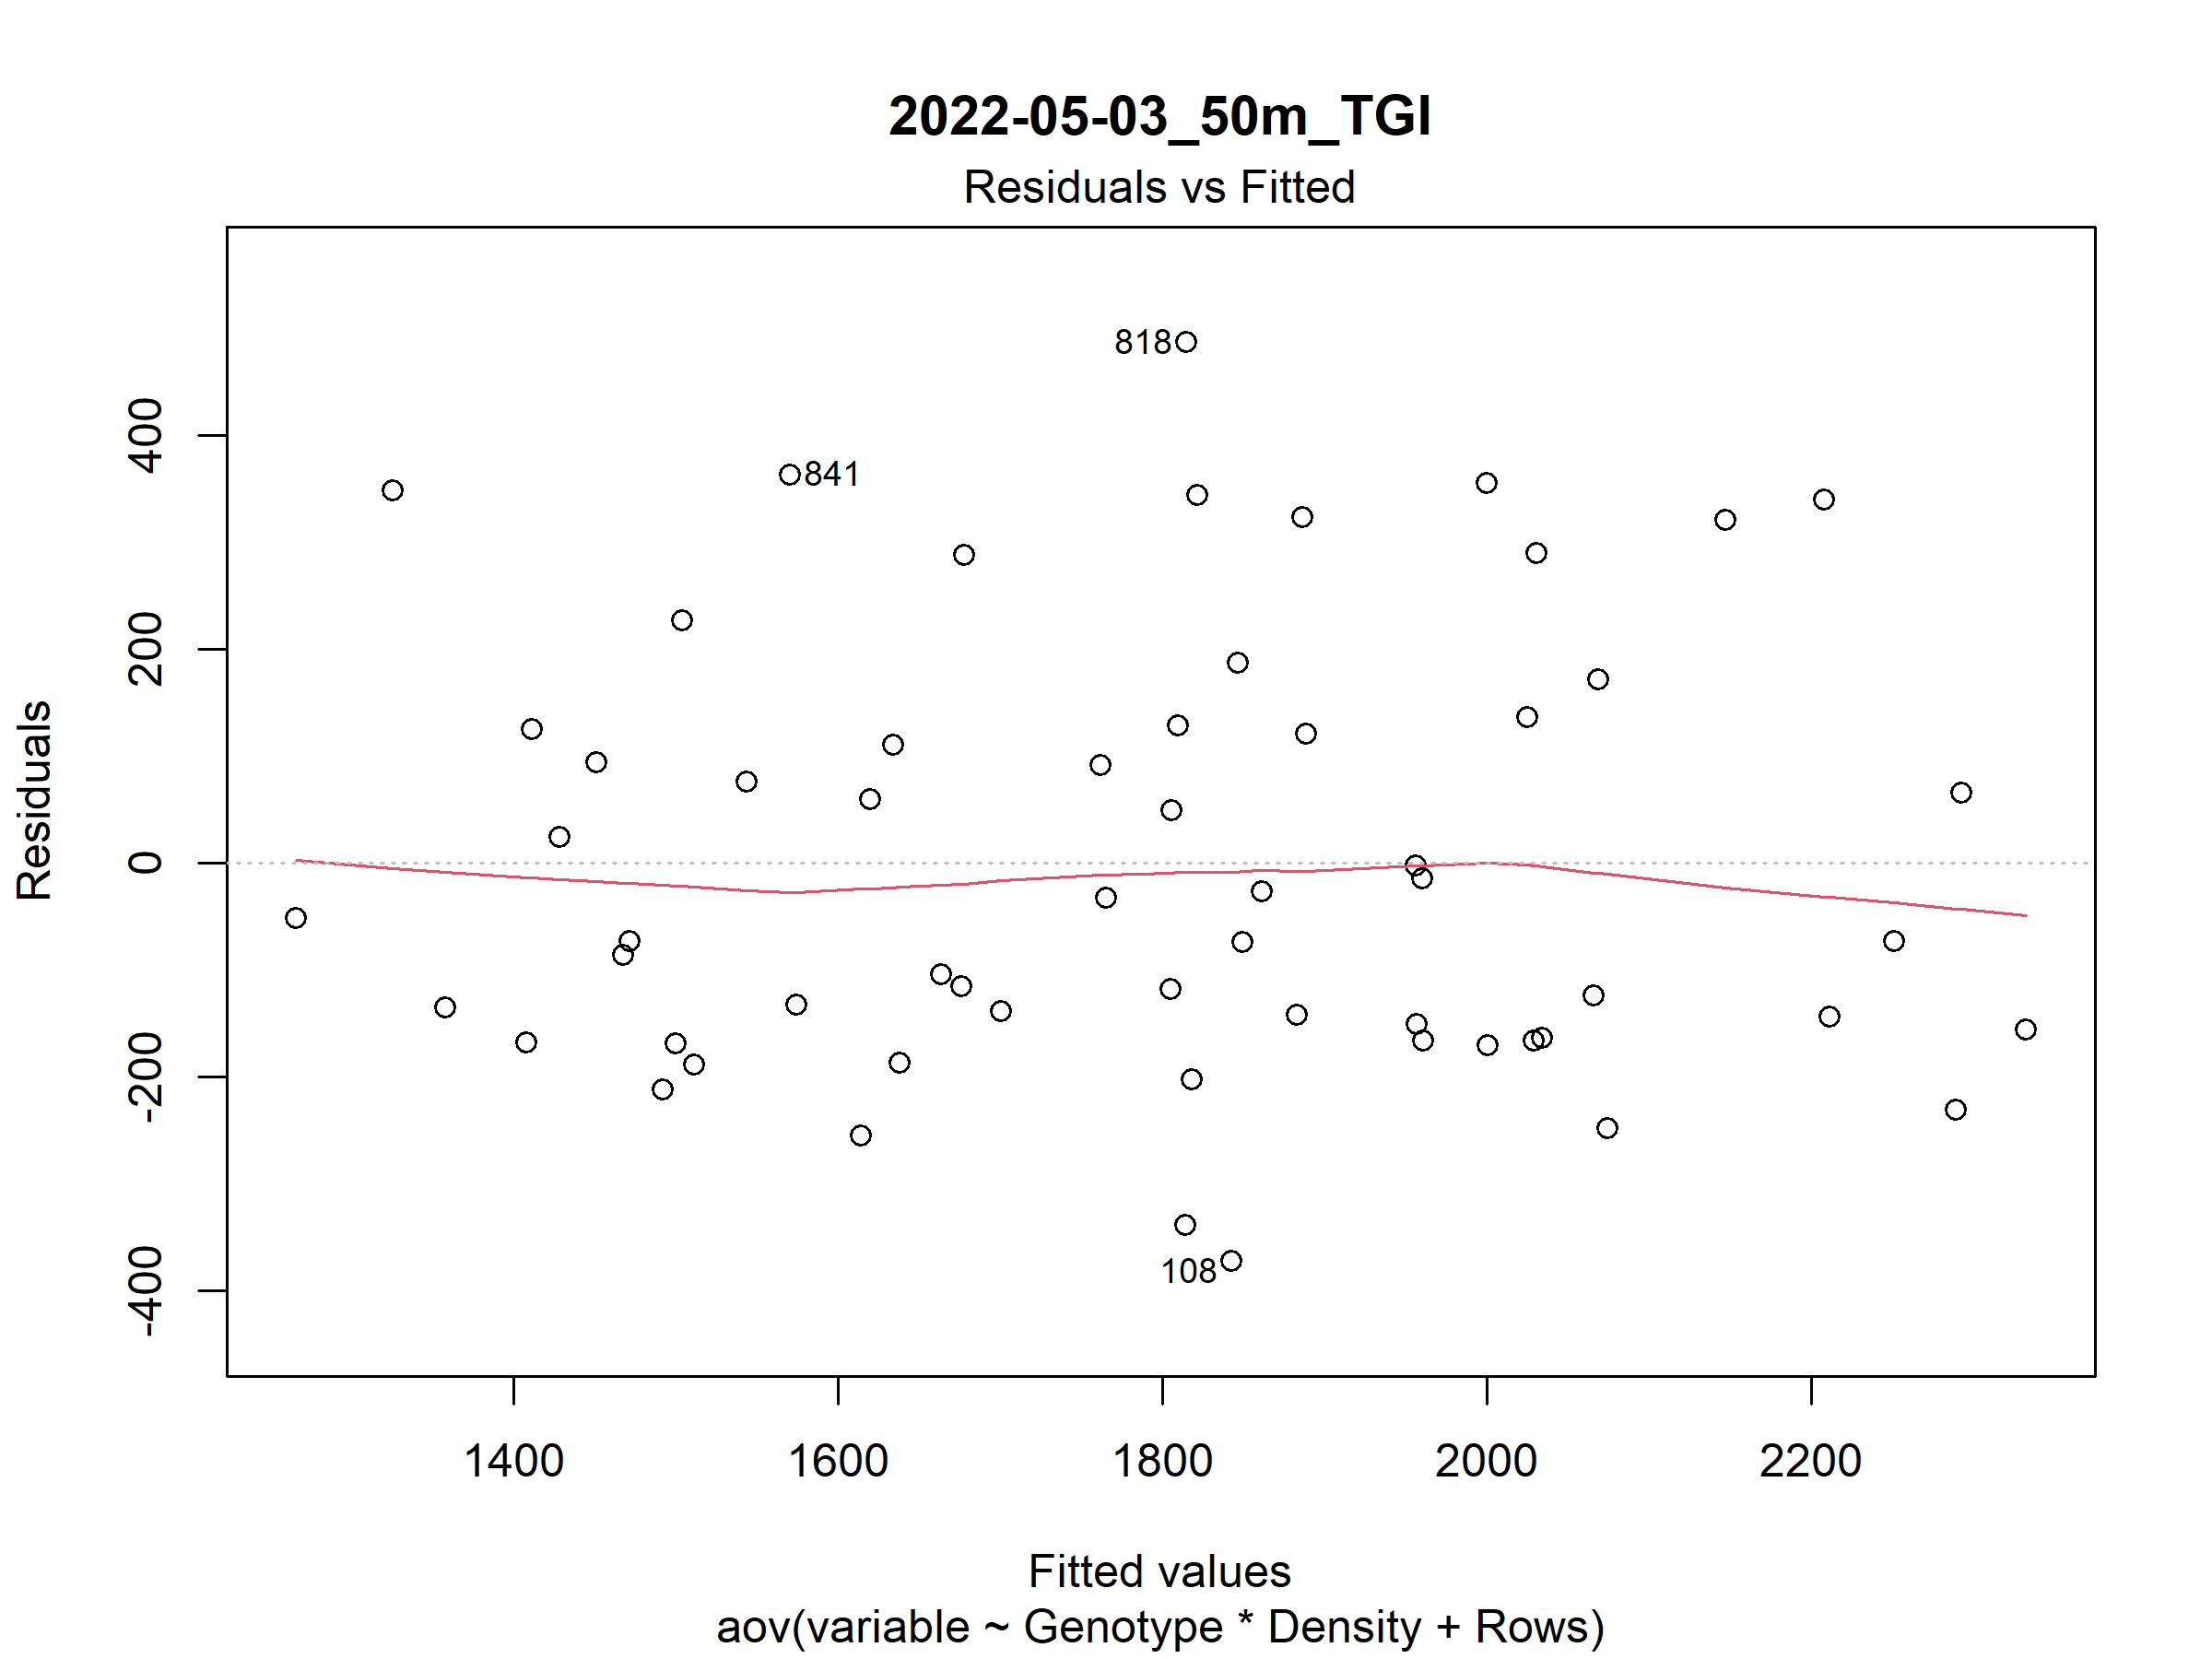 2022-05-03_50m_TGI
Residuals vs Fitted
818
841
108
Residuals
400
200
0
-200
-400
1400 1600 1800 2000 2200
Fitted values
aov(variable ~ Genotype * Density + Rows)